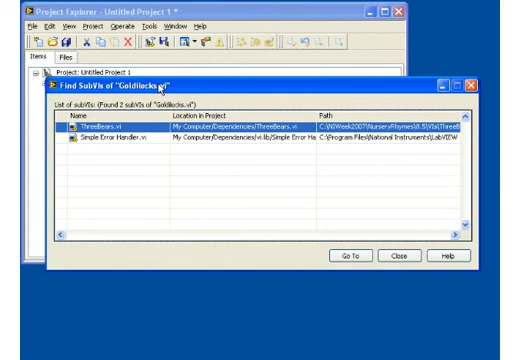 Project Explorer - Untitled Project 1 *
File Edit View Project Operate Tools Window Help
Items Files
Project: Untitled Project 1
Find SubVIs of "Goldilocks.vi"
List of subVIs: (Found 2 subVIs of "Goldilocks.vi")
Name Location in Project Path
ThreeBears.vi My Computer/Dependencies/ThreeBears.vi C:\NIWeek2007\NurseryRhymes\8.5\VIs\ThreeB
Simple Error Handler.vi My Computer/Dependencies/vi.lib/Simple Error Ha C:\Program Files\National Instruments\LabVIEW
Go To Close Help